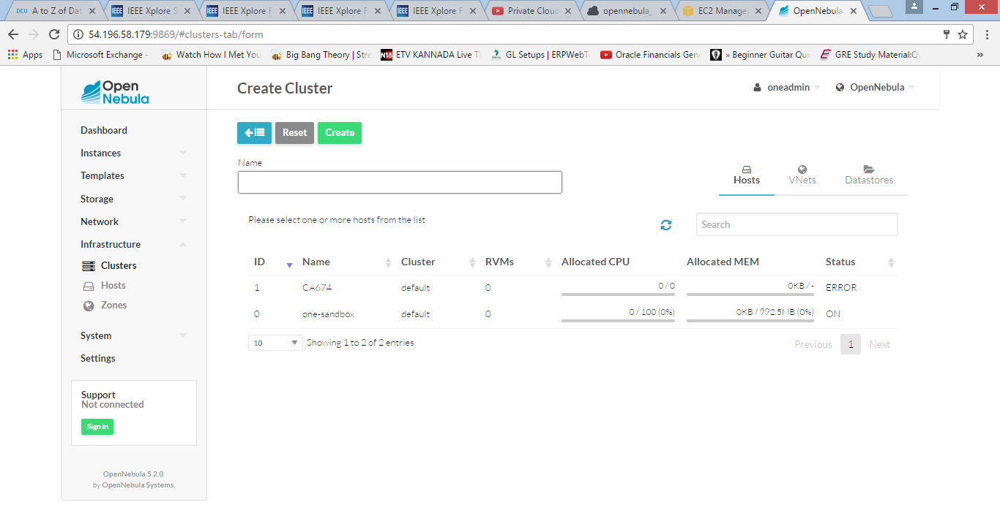 DCU A to Z of Dat
IEEE IEEE Xplore S
IEEE IEEE Xplore F
IEEE IEEE Xplore F
IEEE IEEE Xplore F
Private Cloud
opennebula_
EC2 Manage
OpenNebula
54.196.58.179:9869/#clusters-tab/form
Apps
Microsoft Exchange -
Watch How I Met You
Big Bang Theory | Stre
N18 ETV KANNADA Live T
GL Setups | ERPWebT
Oracle Financials Gen
» Beginner Guitar Qui
GRE Study Material:Q
»
Open
Nebula
Create Cluster
oneadmin
OpenNebula
Dashboard
Instances
Templates
Storage
Network
Infrastructure
Clusters
Hosts
Zones
System
Settings
Support
Not connected
Sign in
OpenNebula 5.2.0
by OpenNebula Systems.
Reset
Create
Name
Hosts
VNets
Datastores
Please select one or more hosts from the list
Search
ID Name Cluster RVMs Allocated CPU Allocated MEM Status
1 CA674 default 0 0 / 0 0KB / - ERROR
0 one-sandbox default 0 0 / 100 (0%) 0KB / 992.5MB (0%) ON
10 Showing 1 to 2 of 2 entries
Previous 1 Next